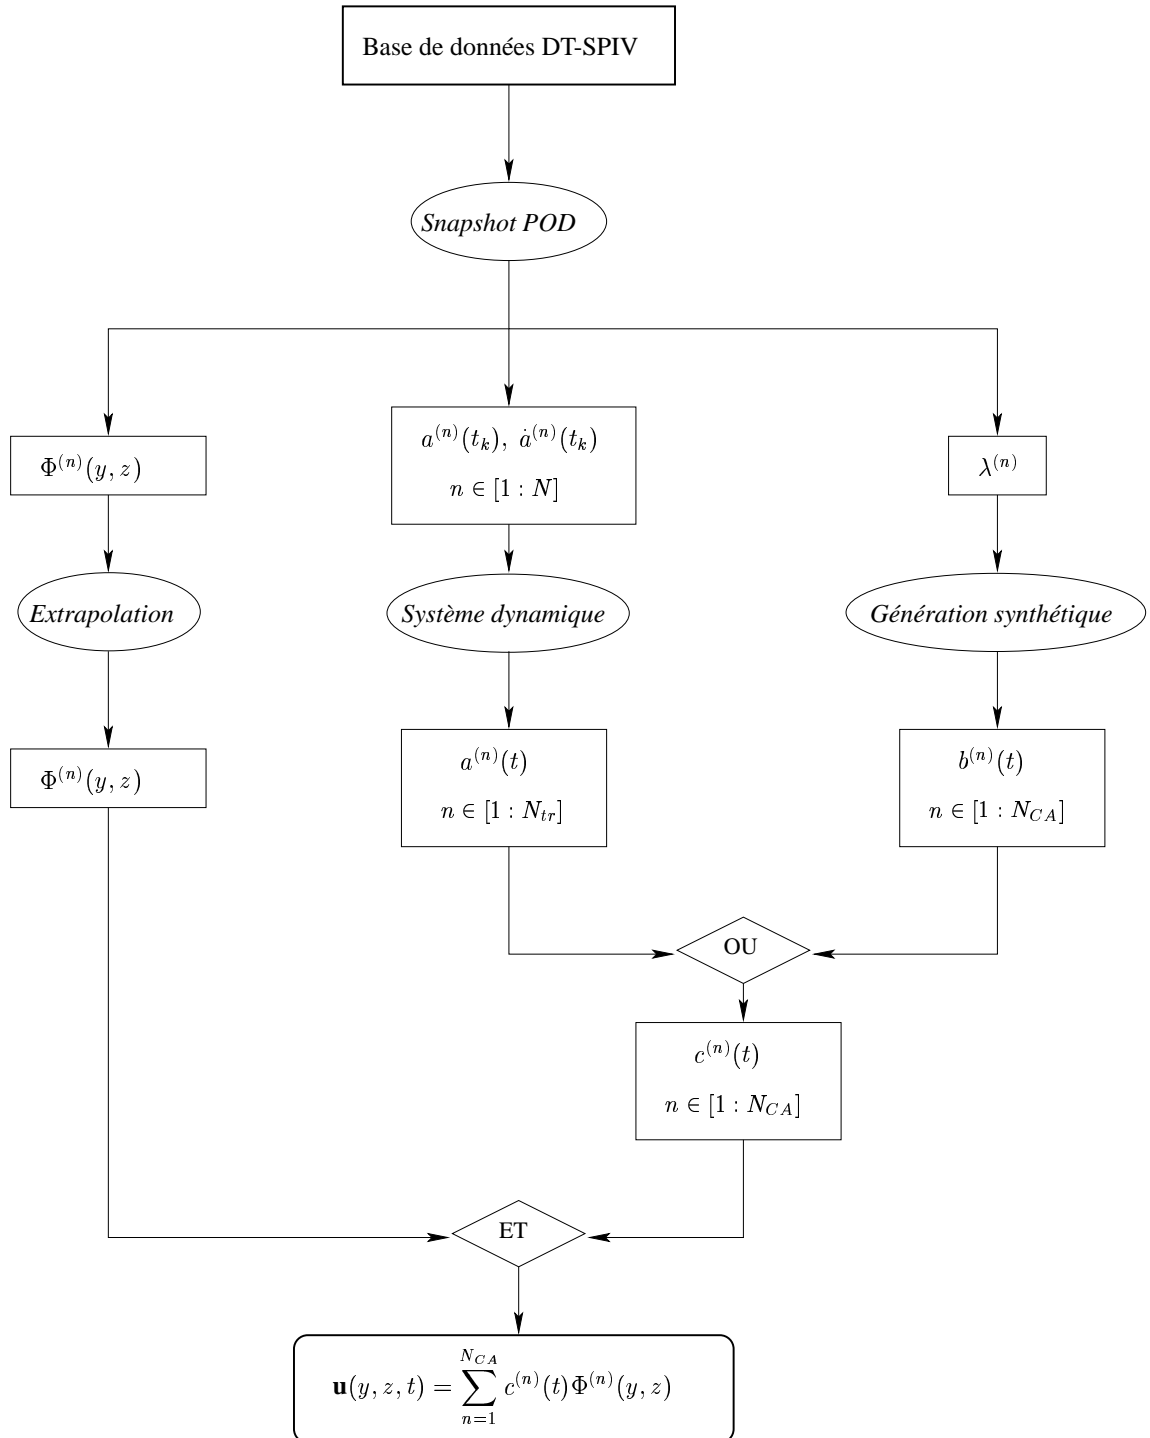 Base de données DT-SPIV
Snapshot POD
Φ^(n)(y, z)
a^(n)(t_k), ȧ^(n)(t_k)
n ∈ [1 : N]
λ^(n)
Extrapolation
Système dynamique
Génération synthétique
Φ^(n)(y, z)
a^(n)(t)
n ∈ [1 : N_tr]
b^(n)(t)
n ∈ [1 : N_CA]
OU
c^(n)(t)
n ∈ [1 : N_CA]
ET
u(y, z, t) = ∑_{n=1}^{N_CA} c^(n)(t)Φ^(n)(y, z)